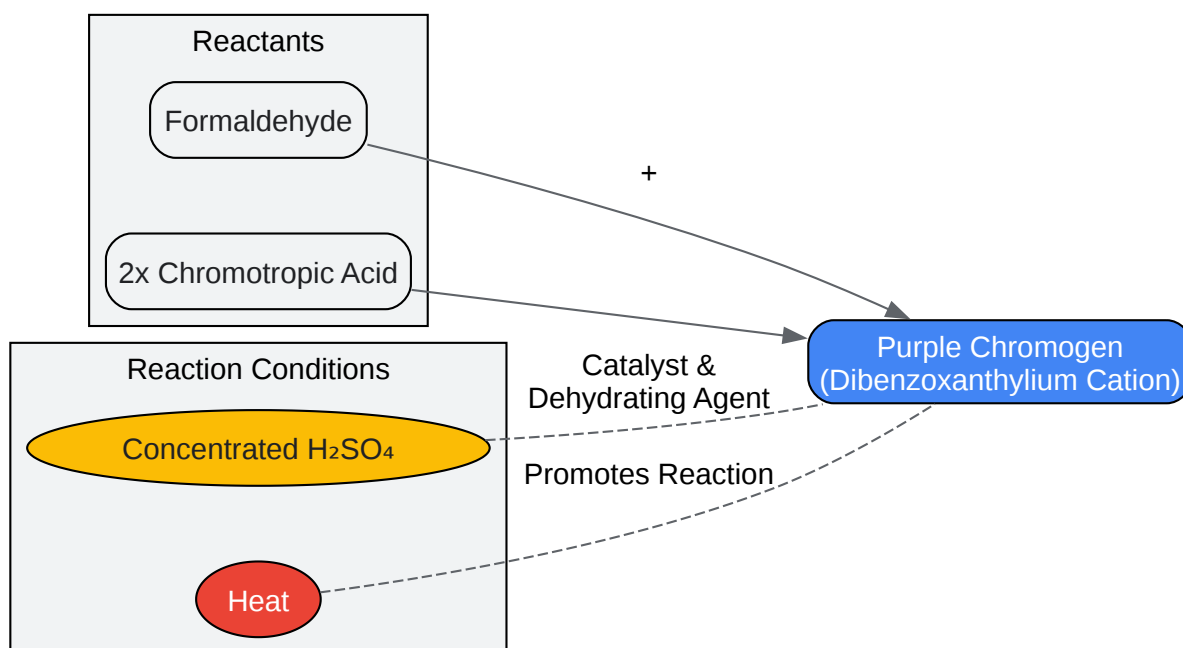 Reactants
Formaldehyde
+
2x Chromotropic Acid
Purple Chromogen
(Dibenzoxanthylium Cation)
Reaction Conditions
Catalyst &
Dehydrating Agent
Concentrated H₂SO₄
Promotes Reaction
Heat